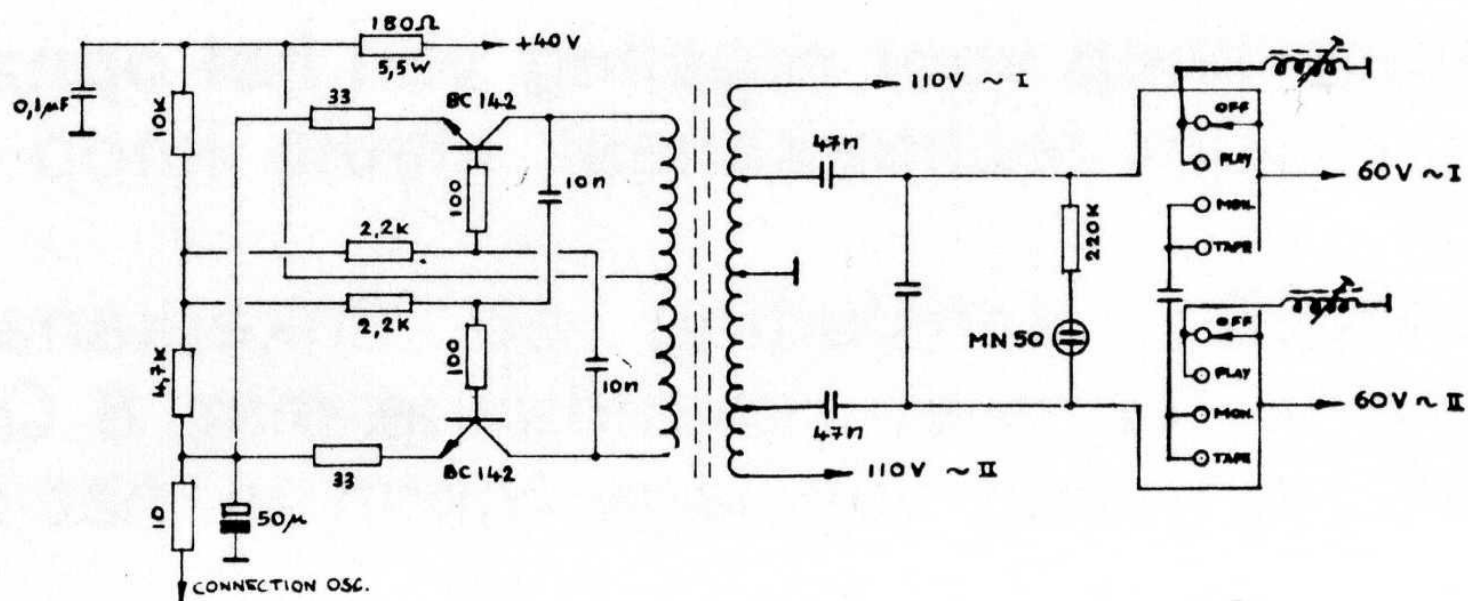 180Ω
5,5W
+40V
0,1µF
10K
33
BC 142
100
10n
2,2K
2,2K
100
10n
4,7K
33
BC 142
10
50µ
CONNECTION OSC.
110V ~ I
47n
47n
110V ~ II
220K
MN 50
OFF
PLAY
MON.
TAPE
60V ~ I
OFF
PLAY
MON.
TAPE
60V ~ II